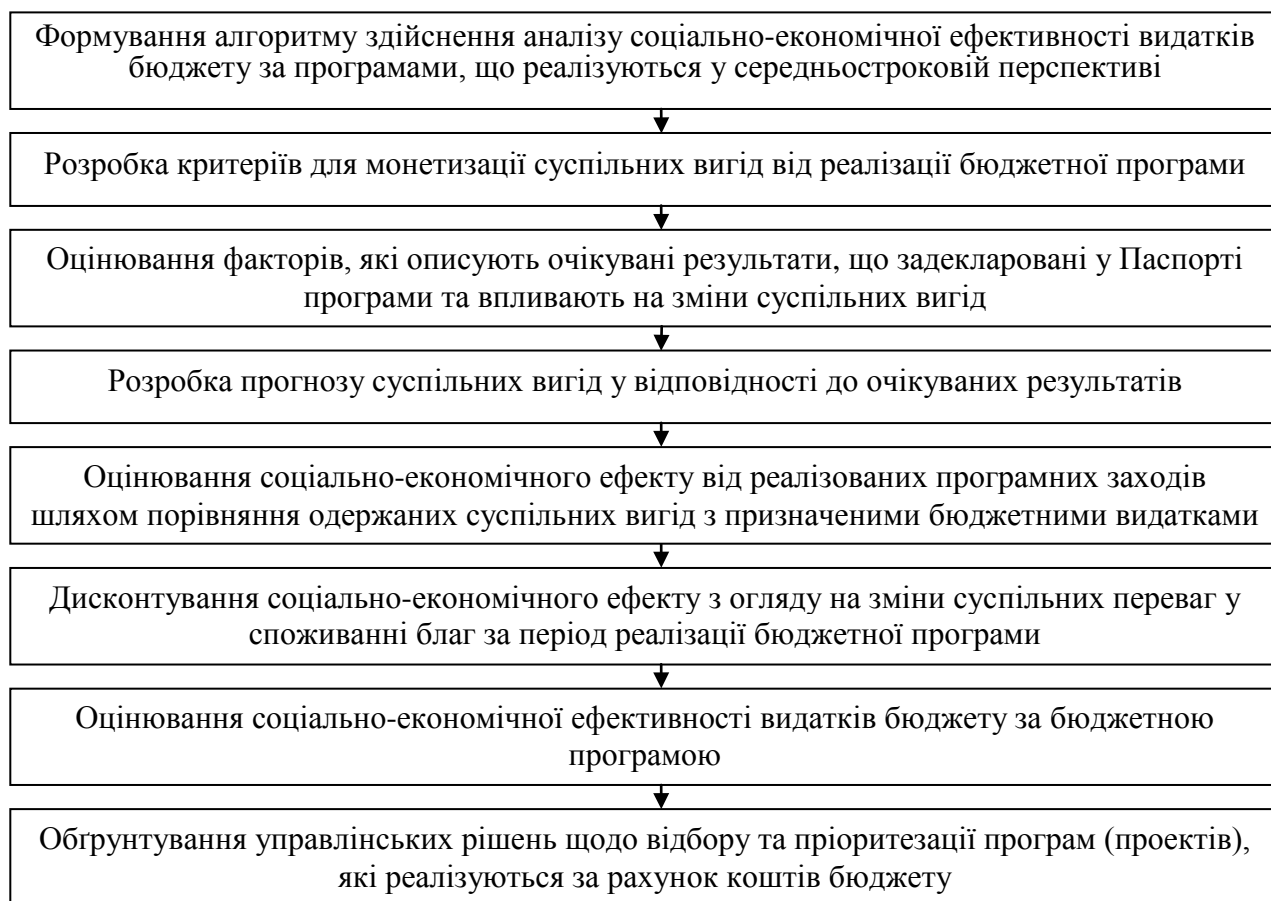 Формування алгоритму здійснення аналізу соціально-економічної ефективності видатків
бюджету за програмами, що реалізуються у середньостроковій перспективі
Розробка критеріїв для монетизації суспільних вигід від реалізації бюджетної програми
Оцінювання факторів, які описують очікувані результати, що задекларовані у Паспорті
програми та впливають на зміни суспільних вигід
Розробка прогнозу суспільних вигід у відповідності до очікуваних результатів
Оцінювання соціально-економічного ефекту від реалізованих програмних заходів
шляхом порівняння одержаних суспільних вигід з призначеними бюджетними видатками
Дисконтування соціально-економічного ефекту з огляду на зміни суспільних переваг у
споживанні благ за період реалізації бюджетної програми
Оцінювання соціально-економічної ефективності видатків бюджету за бюджетною
програмою
Обґрунтування управлінських рішень щодо відбору та пріоритезації програм (проектів),
які реалізуються за рахунок коштів бюджету